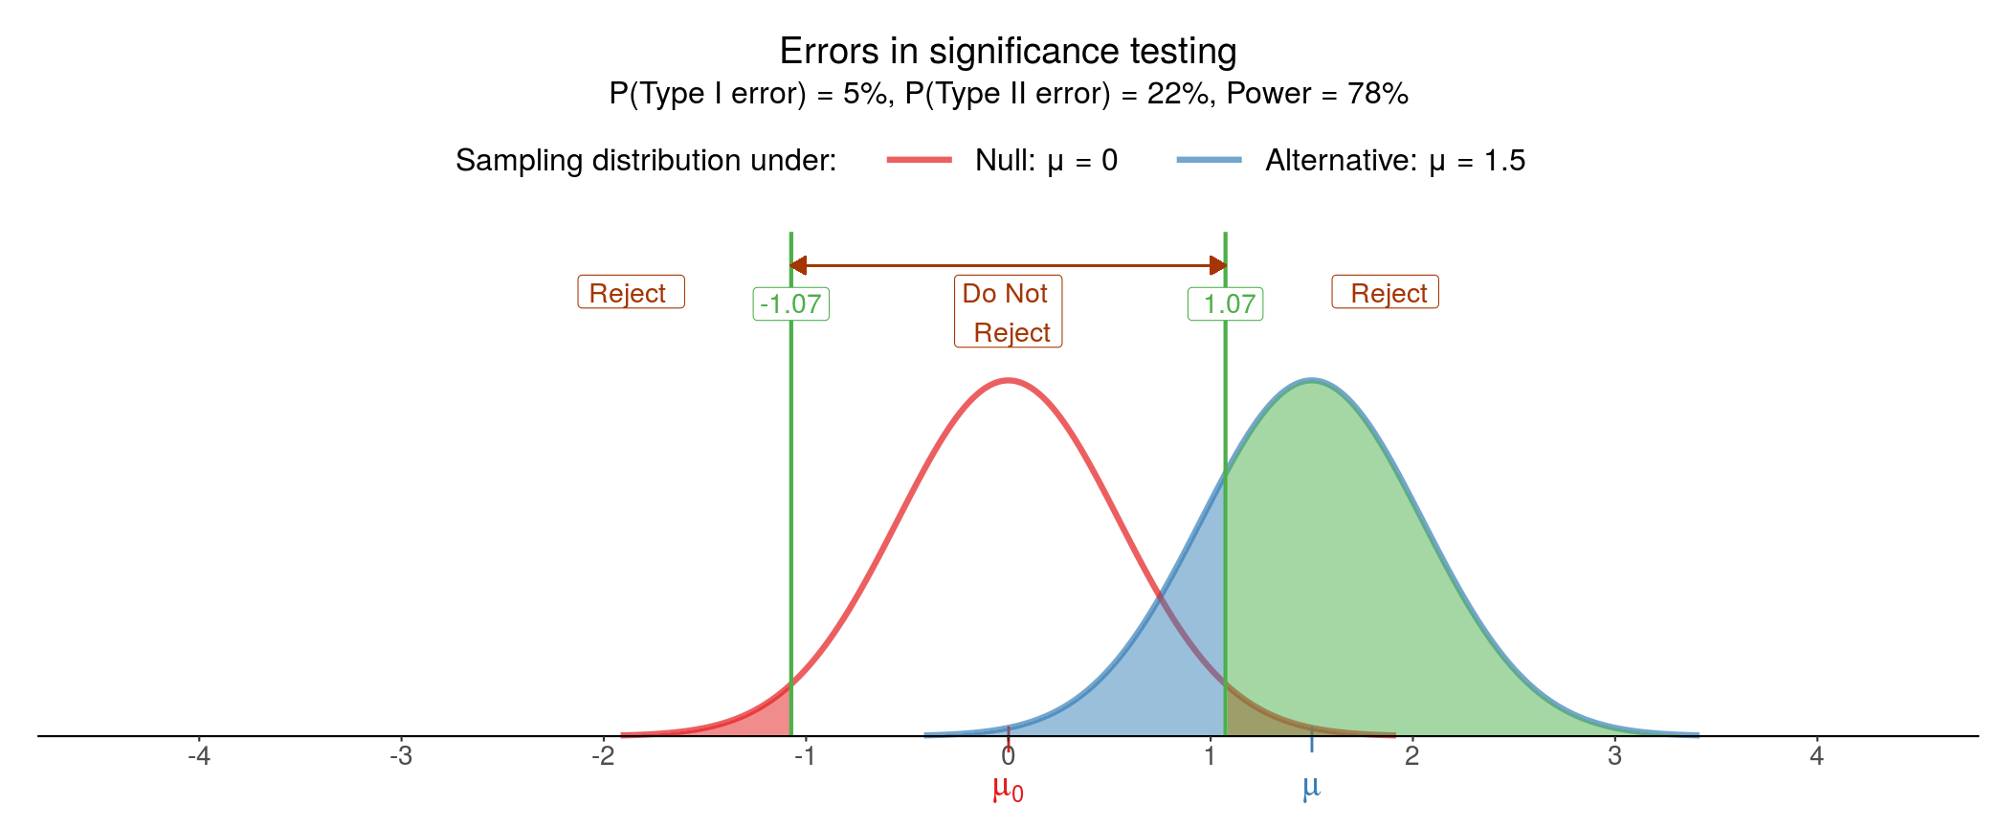 Errors in significance testing
P(Type I error) = 5%, P(Type II error) = 22%, Power = 78%
Sampling distribution under: Null: μ = 0 Alternative: μ = 1.5
Reject -1.07 Do Not Reject 1.07 Reject
-4 -3 -2 -1 0 1 2 3 4
μ₀ μ